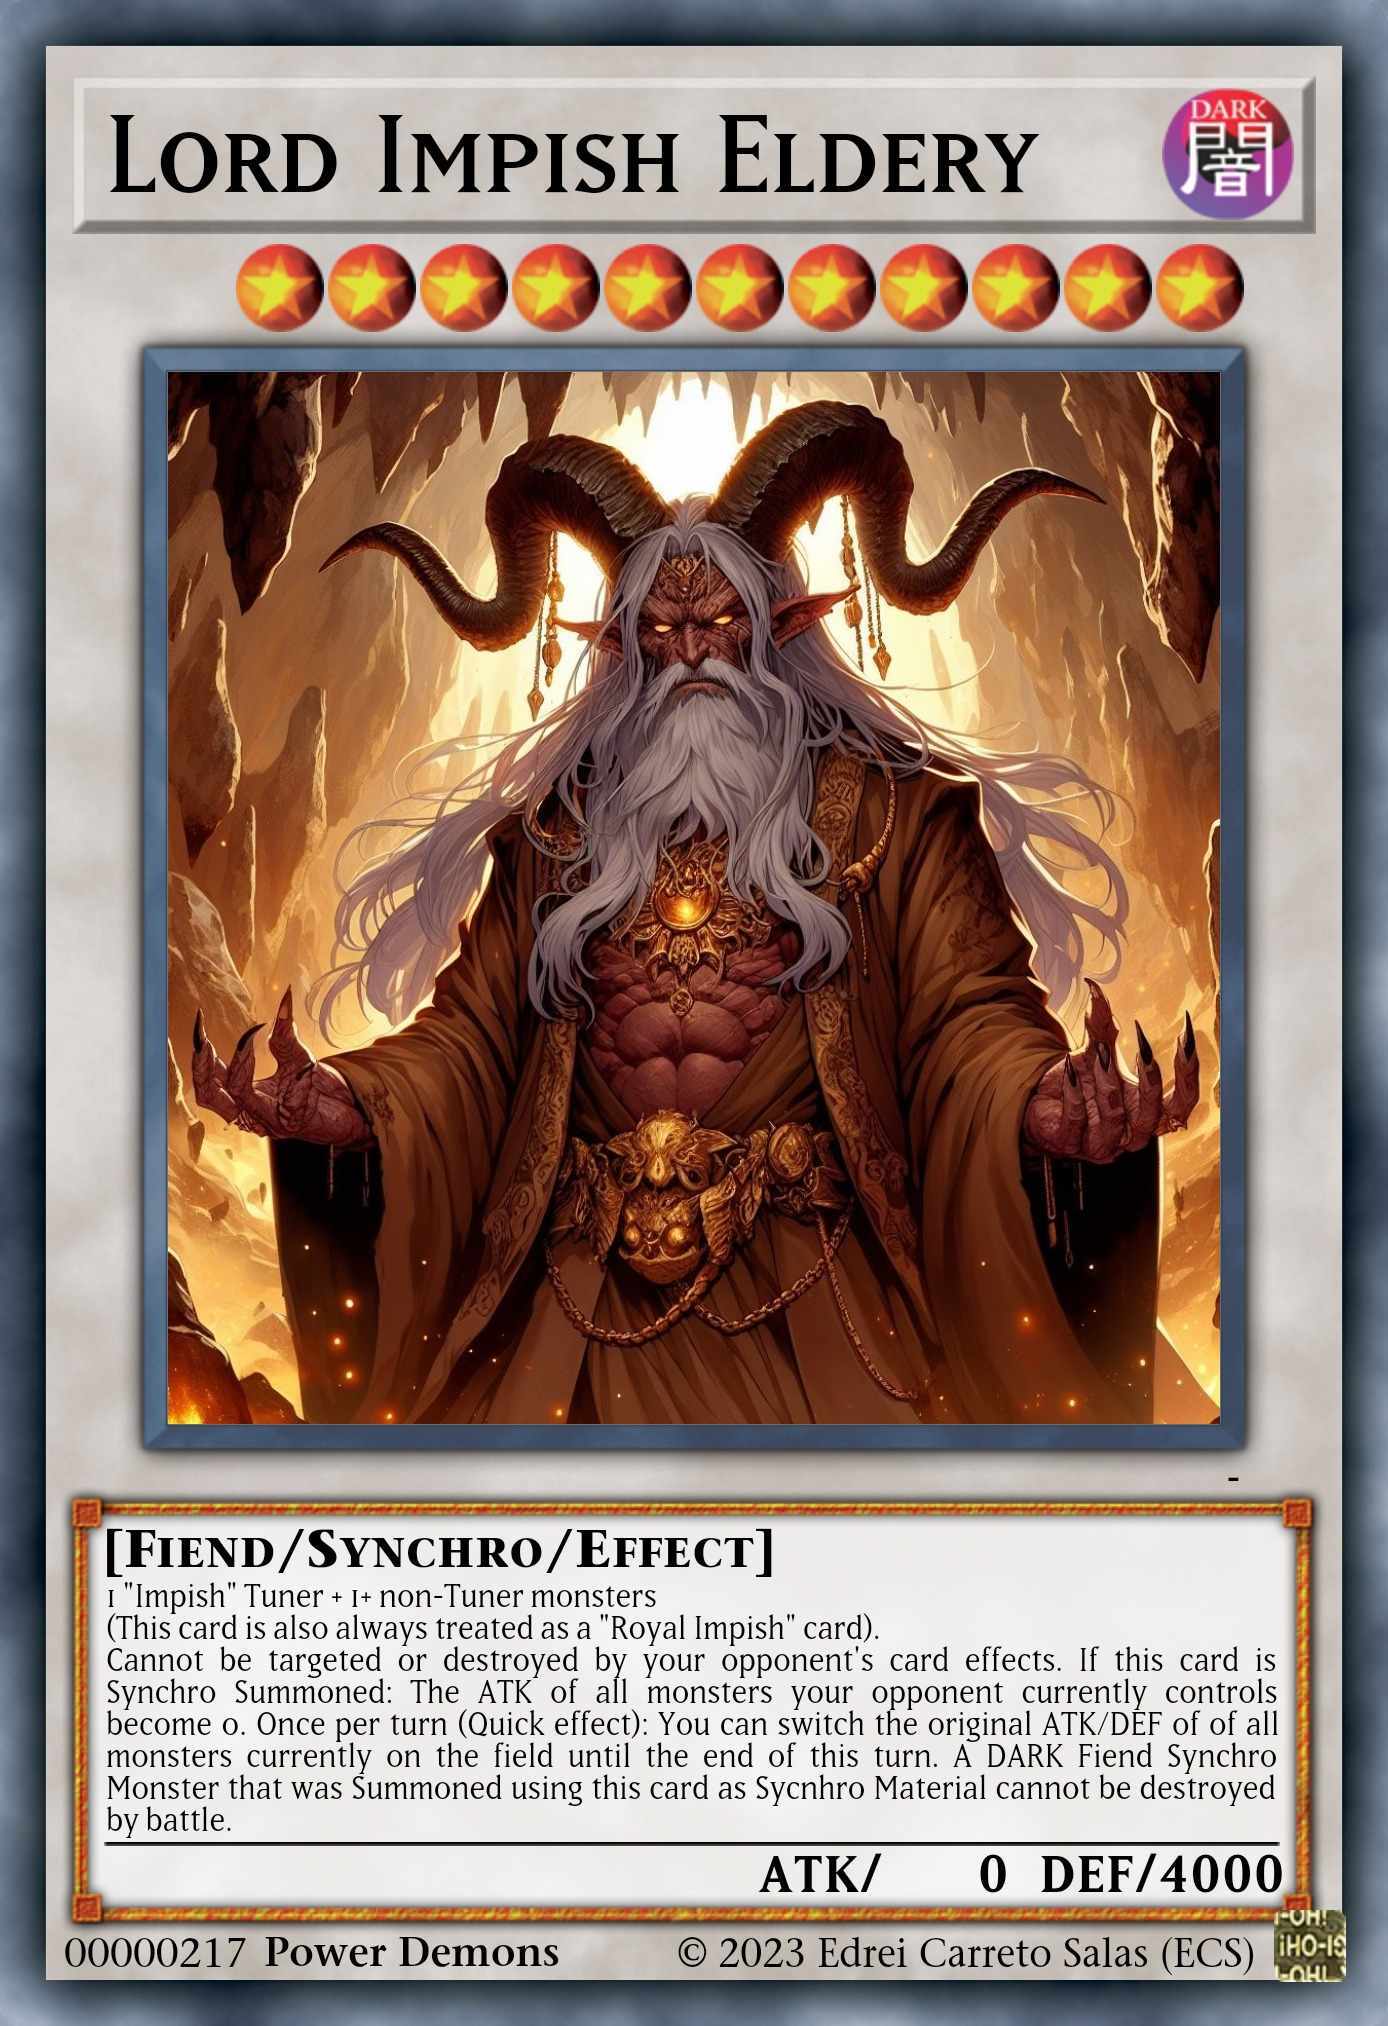 Lord Impish Eldery
DARK
闇
-
[Fiend/Synchro/Effect]
1 "Impish" Tuner + 1+ non-Tuner monsters
(This card is also always treated as a "Royal Impish" card).
Cannot be targeted or destroyed by your opponent's card effects. If this card is
Synchro Summoned: The ATK of all monsters your opponent currently controls
become 0. Once per turn (Quick effect): You can switch the original ATK/DEF of of all
monsters currently on the field until the end of this turn. A DARK Fiend Synchro
Monster that was Summoned using this card as Sycnhro Material cannot be destroyed
by battle.
ATK/ 0 DEF/4000
00000217 Power Demons © 2023 Edrei Carreto Salas (ECS)